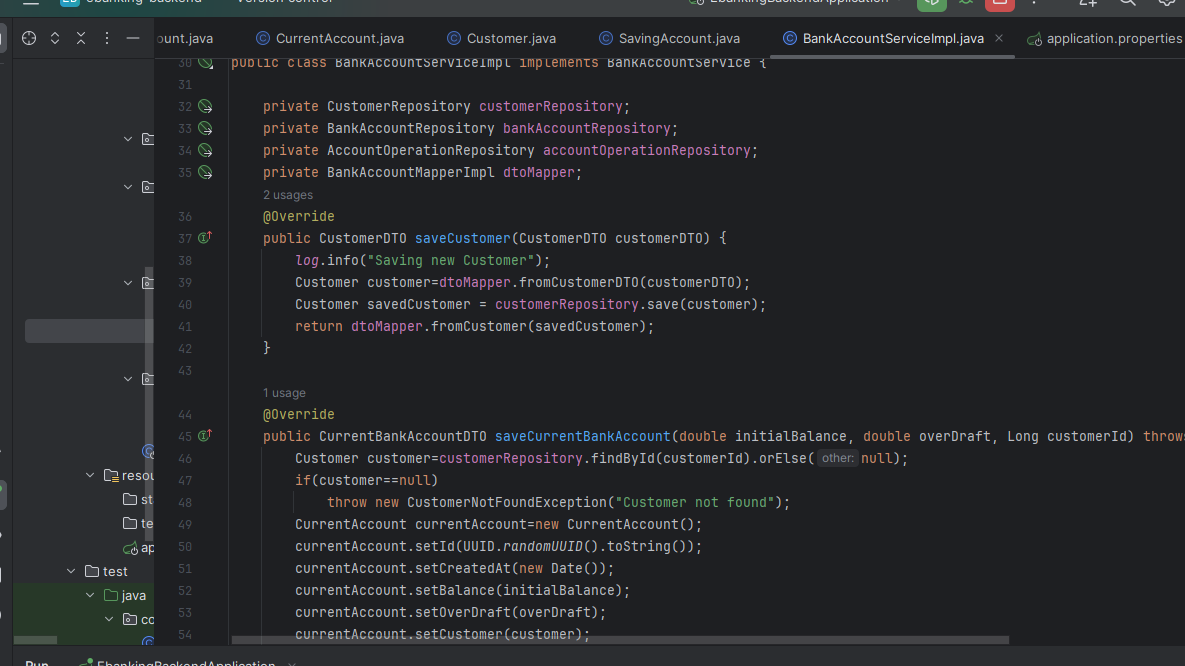 EB ebanking-backend Version control EbankingBackendApplication
ount.java CurrentAccount.java Customer.java SavingAccount.java BankAccountServiceImpl.java application.properties
30 public class BankAccountServiceImpl implements BankAccountService {
31
32 private CustomerRepository customerRepository;
33 private BankAccountRepository bankAccountRepository;
34 private AccountOperationRepository accountOperationRepository;
35 private BankAccountMapperImpl dtoMapper;
2 usages
36 @Override
37 public CustomerDTO saveCustomer(CustomerDTO customerDTO) {
38 log.info("Saving new Customer");
39 Customer customer=dtoMapper.fromCustomerDTO(customerDTO);
40 Customer savedCustomer = customerRepository.save(customer);
41 return dtoMapper.fromCustomer(savedCustomer);
42 }
43
1 usage
44 @Override
45 public CurrentBankAccountDTO saveCurrentBankAccount(double initialBalance, double overDraft, Long customerId) throws
46 Customer customer=customerRepository.findById(customerId).orElse( other: null);
47 if(customer==null)
48 throw new CustomerNotFoundException("Customer not found");
49 CurrentAccount currentAccount=new CurrentAccount();
50 currentAccount.setId(UUID.randomUUID().toString());
51 currentAccount.setCreatedAt(new Date());
52 currentAccount.setBalance(initialBalance);
53 currentAccount.setOverDraft(overDraft);
54 currentAccount.setCustomer(customer);
resou
st
te
ap
test
java
co
Run EbankingBackendApplication